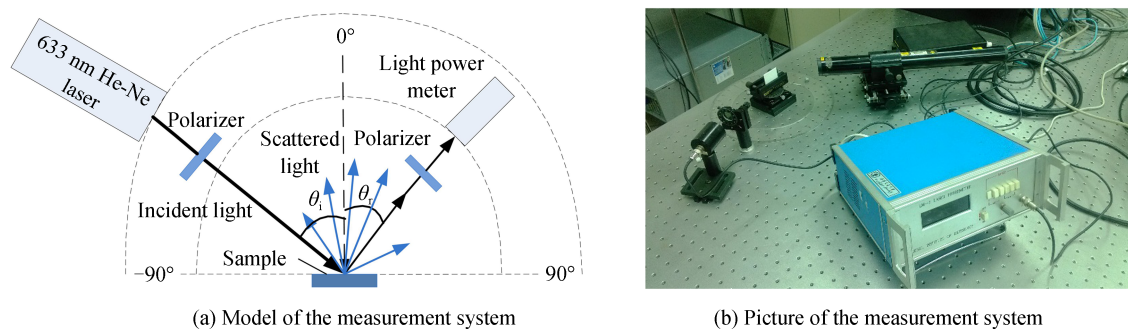 633 nm He-Ne
laser
0°
Light power
meter
Polarizer
Scattered
light
Polarizer
θi
θr
Incident light
Sample
−90°
90°
(a) Model of the measurement system
(b) Picture of the measurement system